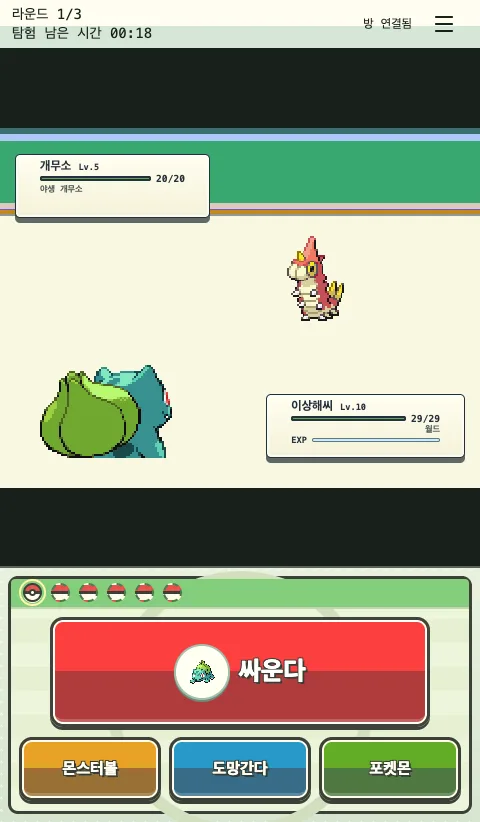 라운드 1/3
탐험 남은 시간 00:18
방 연결됨
개무소 Lv.5
20/20
야생 개무소
이상해씨 Lv.10
29/29
월드
EXP
싸운다
몬스터볼
도망간다
포켓몬